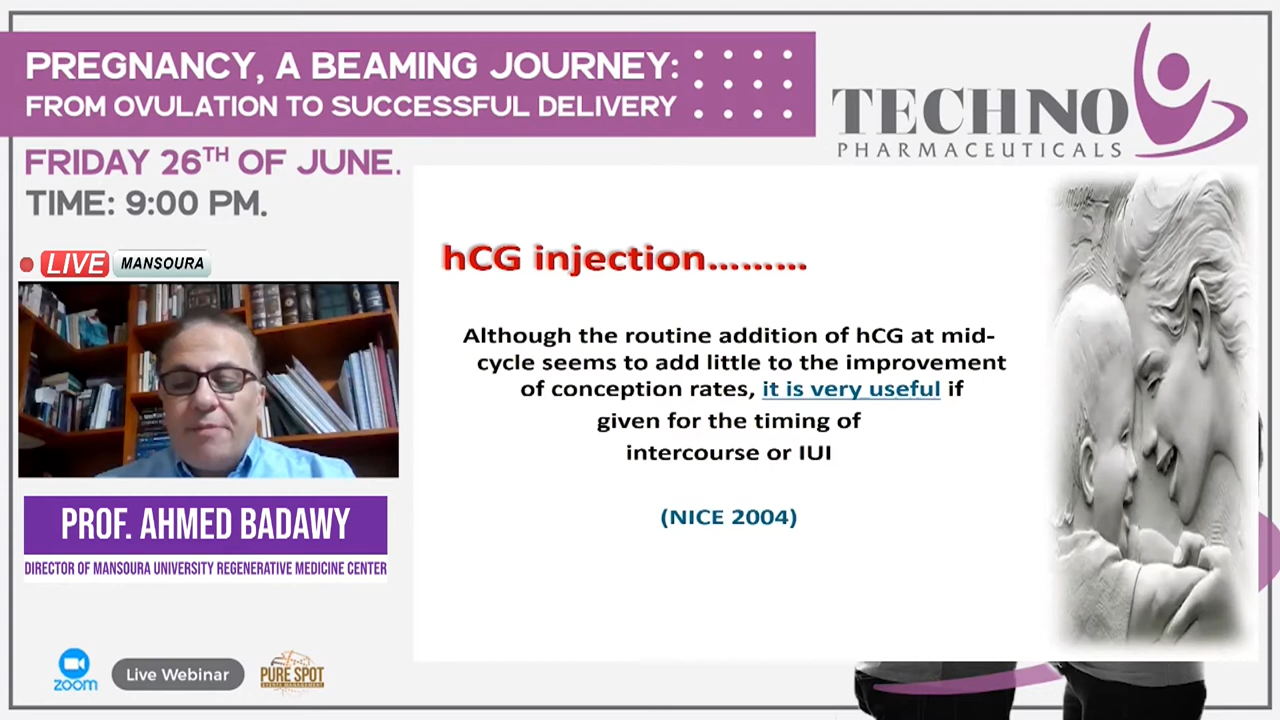 PREGNANCY, A BEAMING JOURNEY:
FROM OVULATION TO SUCCESSFUL DELIVERY
TECHNO
PHARMACEUTICALS
FRIDAY 26TH OF JUNE.
TIME: 9:00 PM.
LIVE MANSOURA
hCG injection.........
Although the routine addition of hCG at mid-
cycle seems to add little to the improvement
of conception rates, it is very useful if
given for the timing of
intercourse or IUI
(NICE 2004)
PROF. AHMED BADAWY
DIRECTOR OF MANSOURA UNIVERSITY REGENERATIVE MEDICINE CENTER
zoom
Live Webinar
PURE SPOT
EVENTS MANAGEMENT